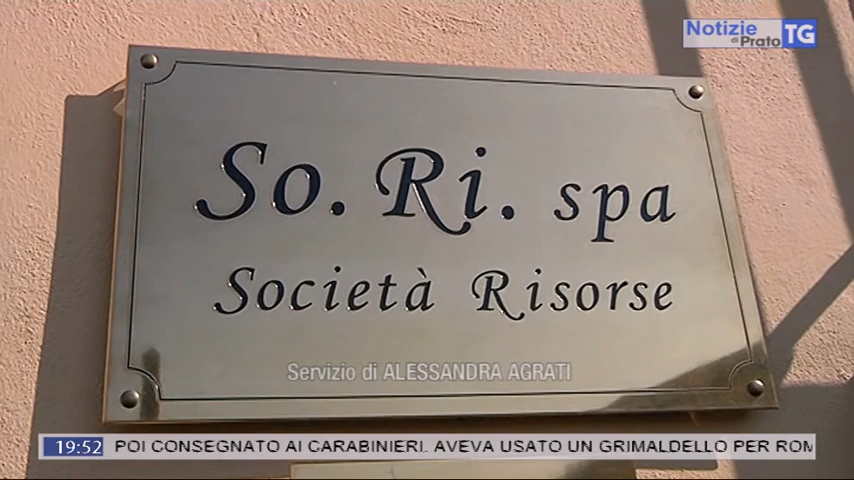 Notizie
di Prato TG
So. Ri. spa
Società Risorse
Servizio di ALESSANDRA AGRATI
19:52 POI CONSEGNATO AI CARABINIERI. AVEVA USATO UN GRIMALDELLO PER ROM